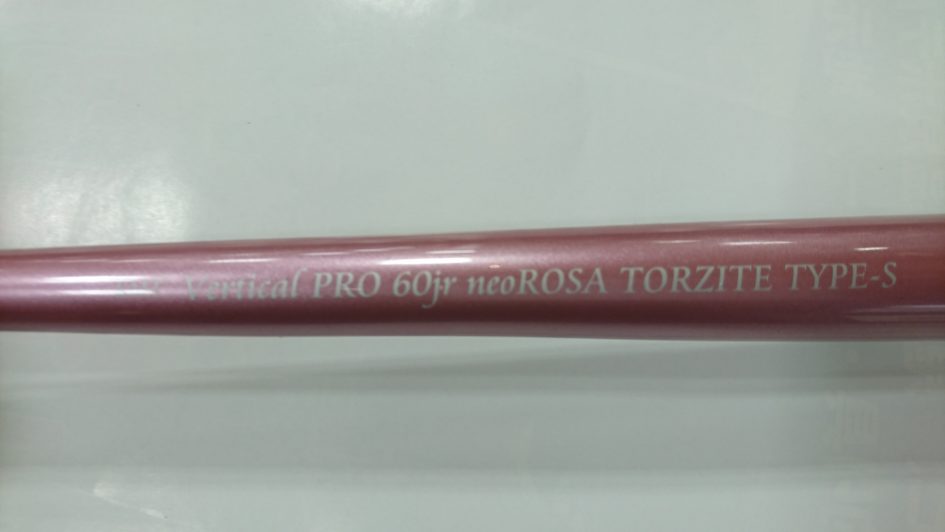 Vertical PRO 60jr neoROSA TORZITE TYPE-S